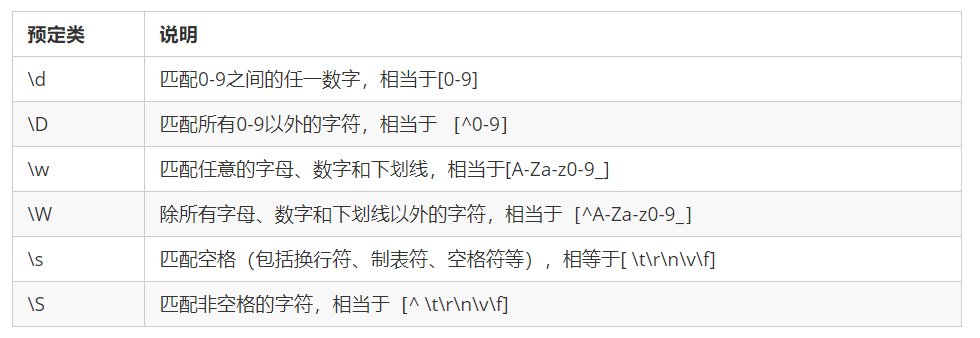 预定类 说明
\d 匹配0-9之间的任一数字，相当于[0-9]
\D 匹配所有0-9以外的字符，相当于 [^0-9]
\w 匹配任意的字母、数字和下划线，相当于[A-Za-z0-9_]
\W 除所有字母、数字和下划线以外的字符，相当于 [^A-Za-z0-9_]
\s 匹配空格（包括换行符、制表符、空格符等），相等于[ \t\r\n\v\f]
\S 匹配非空格的字符，相当于 [^ \t\r\n\v\f]